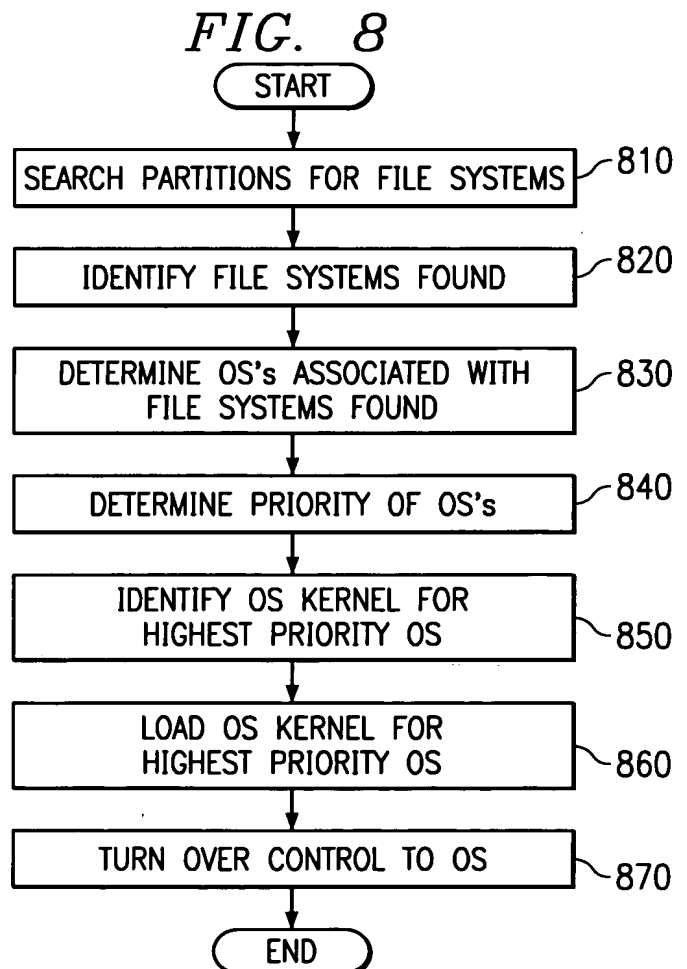 FIG. 8
START
SEARCH PARTITIONS FOR FILE SYSTEMS
810
IDENTIFY FILE SYSTEMS FOUND
820
DETERMINE OS's ASSOCIATED WITH
FILE SYSTEMS FOUND
830
DETERMINE PRIORITY OF OS's
840
IDENTIFY OS KERNEL FOR
HIGHEST PRIORITY OS
850
LOAD OS KERNEL FOR
HIGHEST PRIORITY OS
860
TURN OVER CONTROL TO OS
870
END